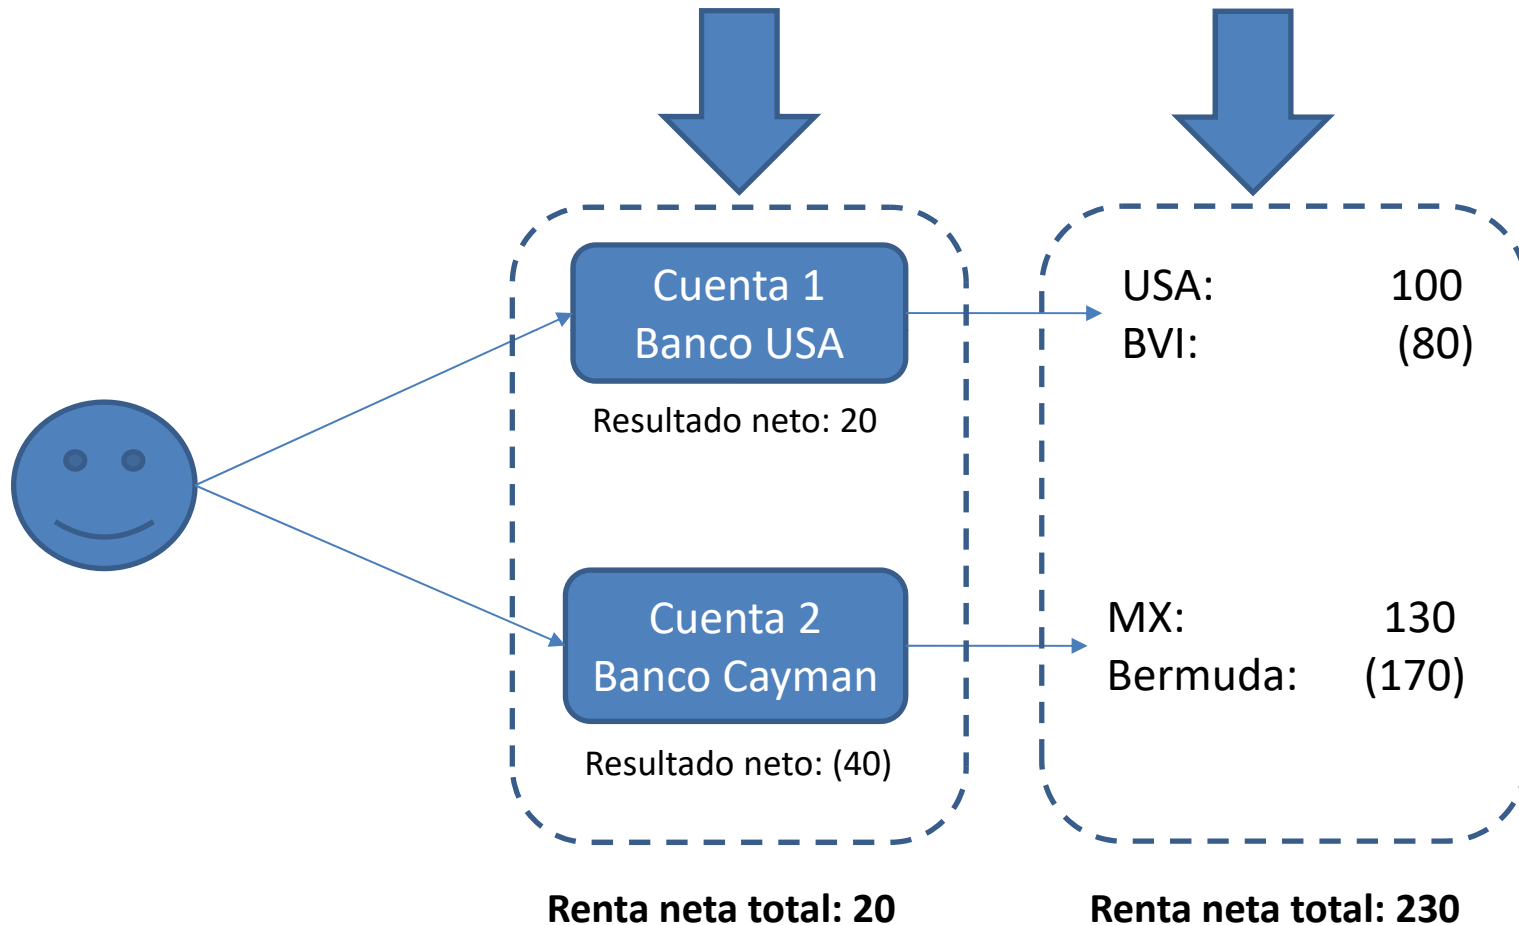 Cuenta 1
Banco USA
Resultado neto: 20
USA: 100
BVI: (80)
Cuenta 2
Banco Cayman
Resultado neto: (40)
MX: 130
Bermuda: (170)
Renta neta total: 20
Renta neta total: 230